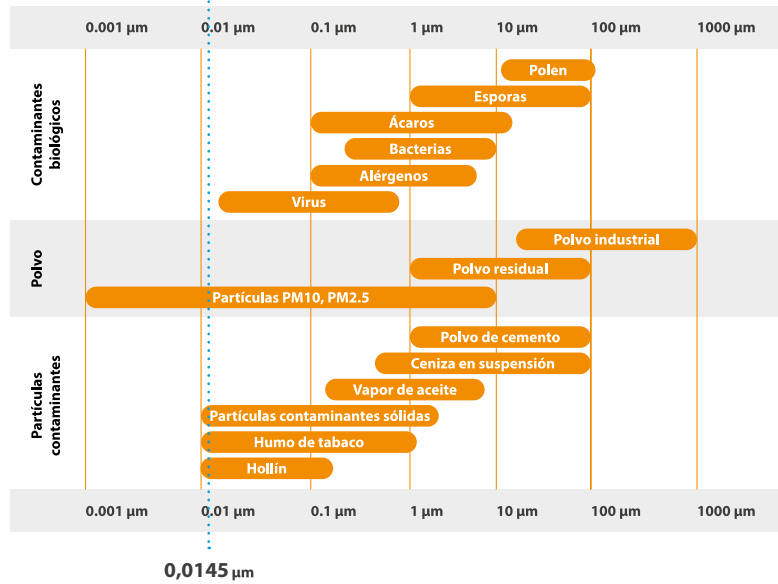 0.001 µm 0.01 µm 0.1 µm 1 µm 10 µm 100 µm 1000 µm
Contaminantes
biológicos
Polen
Esporas
Ácaros
Bacterias
Alérgenos
Virus
Polvo
Polvo industrial
Polvo residual
Partículas PM10, PM2.5
Partículas
contaminantes
Polvo de cemento
Ceniza en suspensión
Vapor de aceite
Partículas contaminantes sólidas
Humo de tabaco
Hollín
0.001 µm 0.01 µm 0.1 µm 1 µm 10 µm 100 µm 1000 µm
0,0145 µm